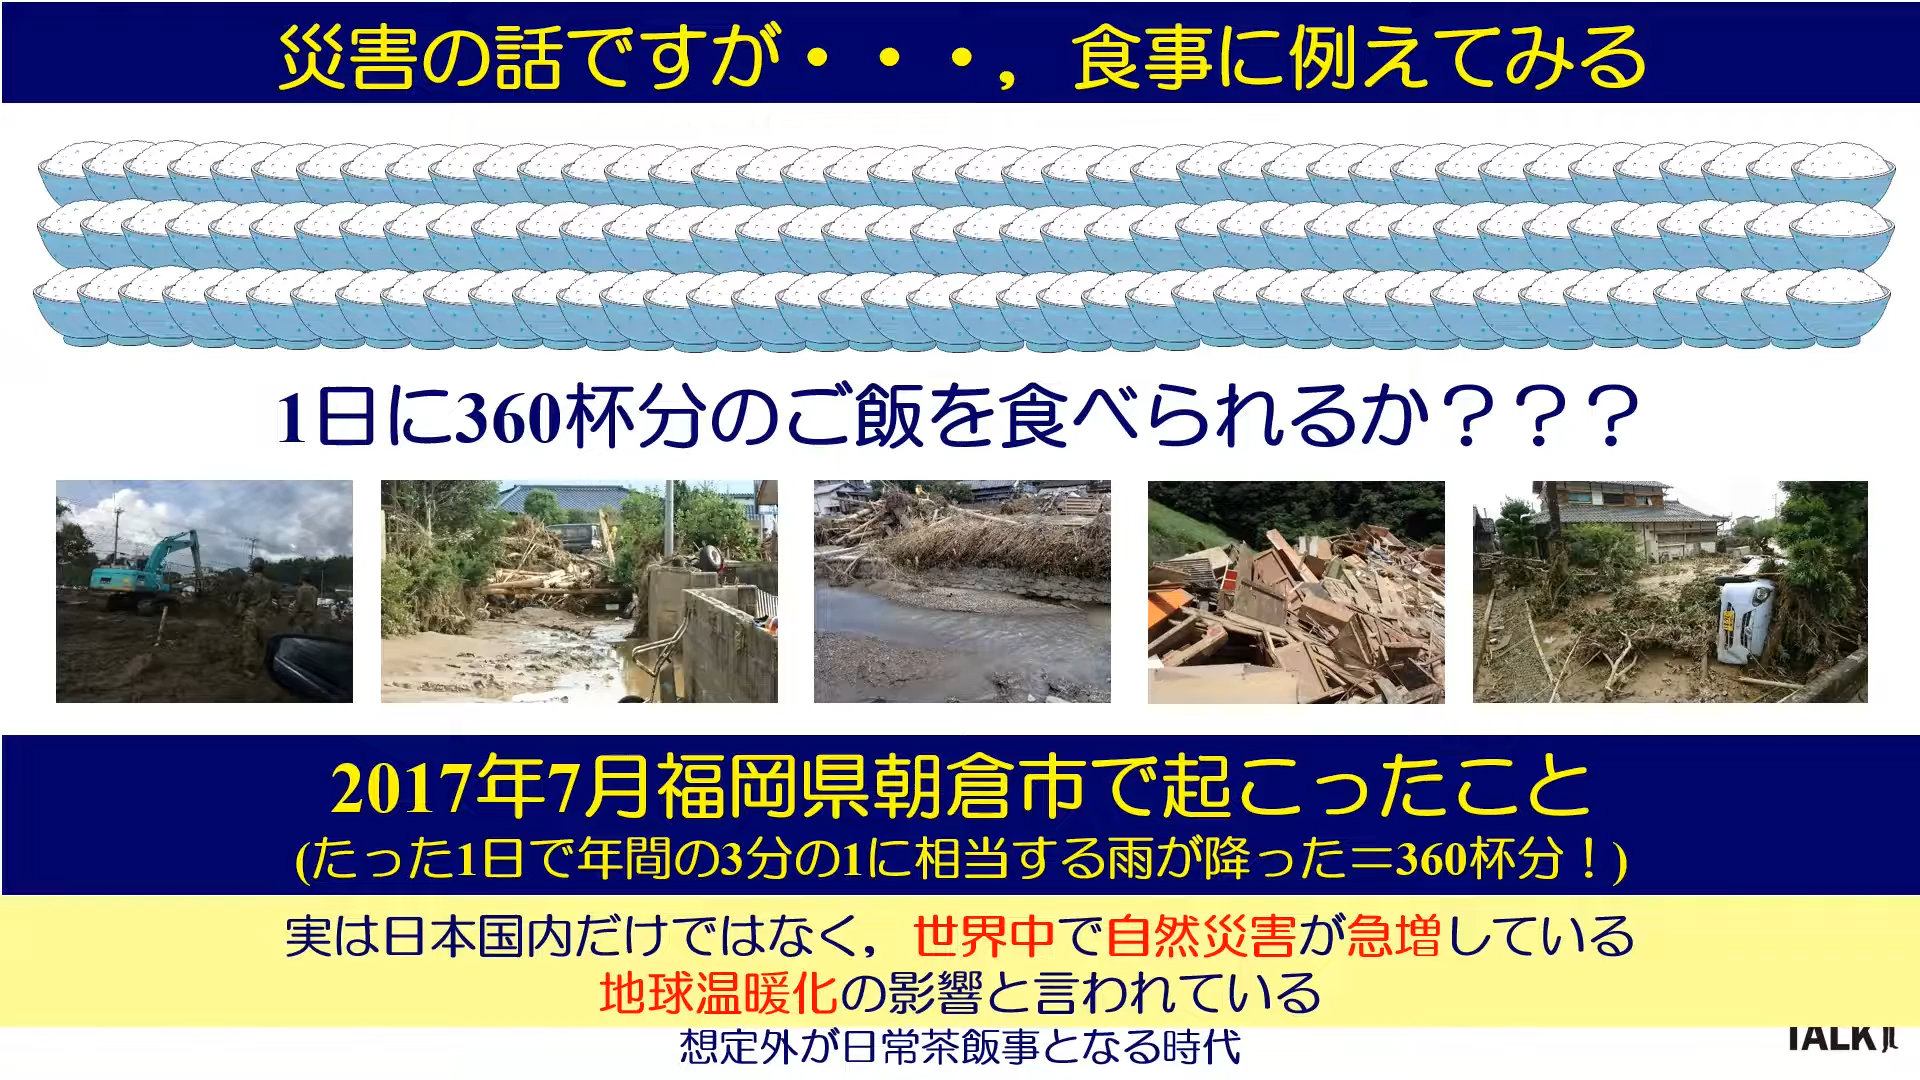 災害の話ですが・・・，食事に例えてみる
1日に360杯分のご飯を食べられるか？？？
2017年7月福岡県朝倉市で起こったこと
(たった1日で年間の3分の1に相当する雨が降った＝360杯分！)
実は日本国内だけではなく，世界中で自然災害が急増している
地球温暖化の影響と言われている
想定外が日常茶飯事となる時代
TALK